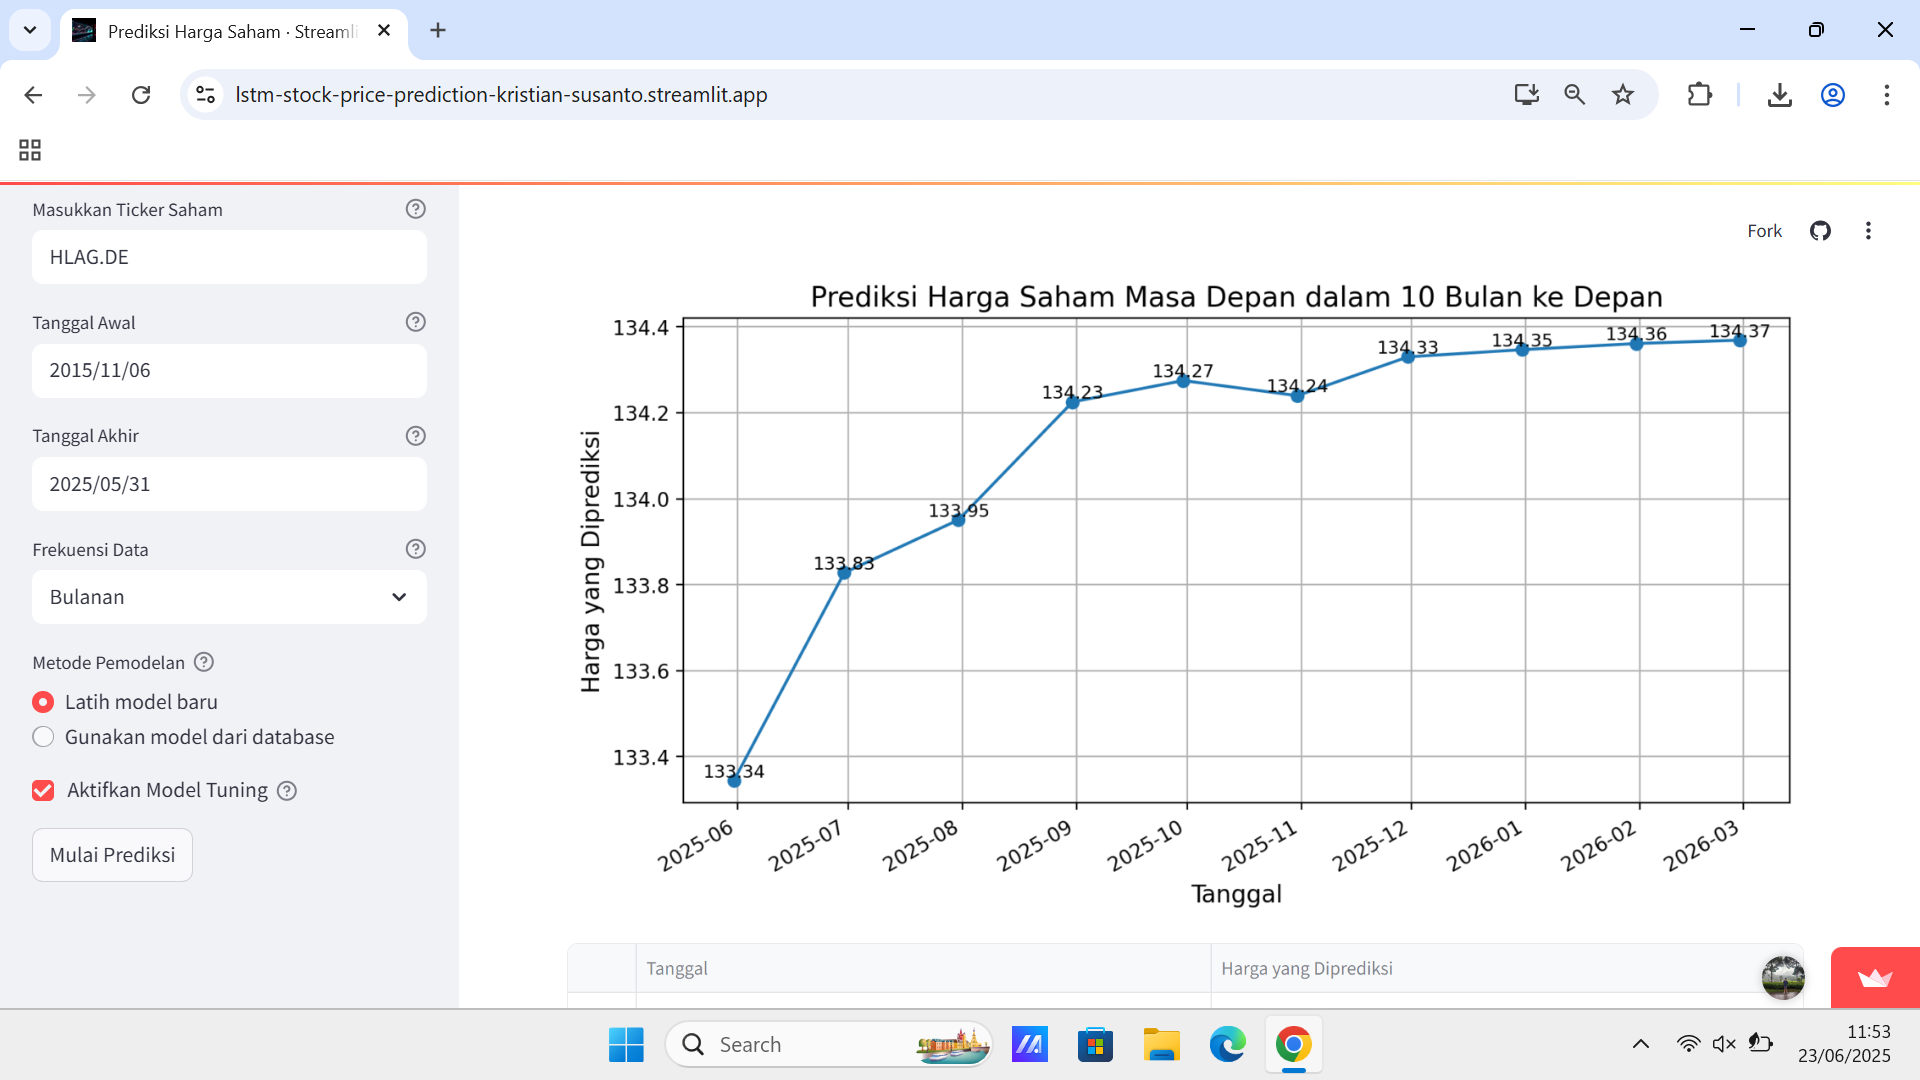 Prediksi Harga Saham · Streamli
lstm-stock-price-prediction-kristian-susanto.streamlit.app
Masukkan Ticker Saham
HLAG.DE
Tanggal Awal
2015/11/06
Tanggal Akhir
2025/05/31
Frekuensi Data
Bulanan
Metode Pemodelan
Latih model baru
Gunakan model dari database
Aktifkan Model Tuning
Mulai Prediksi
Fork
Prediksi Harga Saham Masa Depan dalam 10 Bulan ke Depan
Harga yang Diprediksi
134.4
134.2
134.0
133.8
133.6
133.4
133.34
133.83
133.95
134.23
134.27
134.24
134.33
134.35
134.36
134.37
2025-06
2025-07
2025-08
2025-09
2025-10
2025-11
2025-12
2026-01
2026-02
2026-03
Tanggal
Tanggal
Harga yang Diprediksi
Search
11:53
23/06/2025